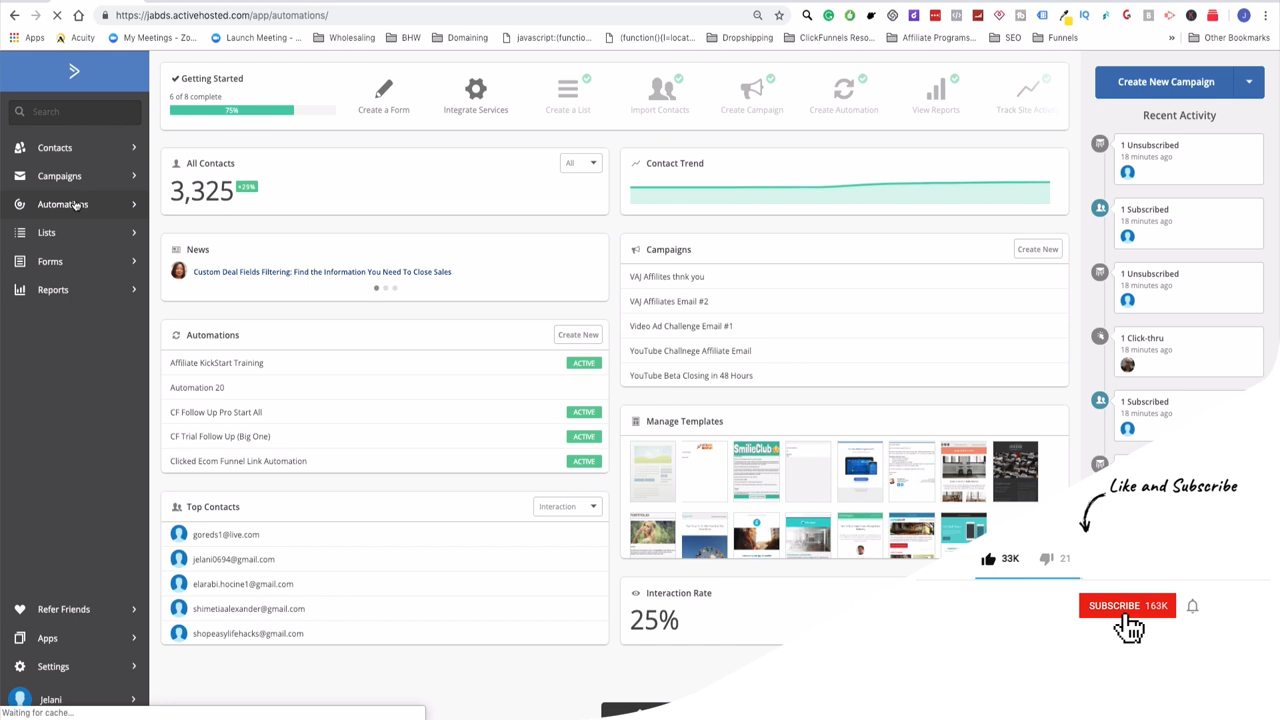 https://jabds.activehosted.com/app/automations/
Apps
Acuity
My Meetings - Zo...
Launch Meeting - ...
Wholesaling
BHW
Domaining
javascript:(functio...
(function(){l=locat...
Dropshipping
ClickFunnels Reso...
Affiliate Programs...
SEO
Funnels
»
Other Bookmarks
Search
Contacts
Campaigns
Automations
Lists
Forms
Reports
Refer Friends
Apps
Settings
Jelani
Waiting for cache...
Getting Started
6 of 8 complete
75%
Create a Form
Integrate Services
Create a List
Import Contacts
Create Campaign
Create Automation
View Reports
Track Site Activ
All Contacts
All
3,325 +29%
Contact Trend
News
Custom Deal Fields Filtering: Find the Information You Need To Close Sales
Campaigns
Create New
VAJ Affilites thnk you
VAJ Affiliates Email #2
Video Ad Challenge Email #1
YouTube Challnege Affiliate Email
YouTube Beta Closing in 48 Hours
Automations
Create New
Affiliate KickStart Training ACTIVE
Automation 20
CF Follow Up Pro Start All ACTIVE
CF Trial Follow Up (Big One) ACTIVE
Clicked Ecom Funnel Link Automation ACTIVE
Manage Templates
SmilieClub
Top Contacts
Interaction
goreds1@live.com
jelani0694@gmail.com
elarabi.hocine1@gmail.com
shimetiaalexander@gmail.com
shopeasylifehacks@gmail.com
Interaction Rate
25%
Create New Campaign
Recent Activity
1 Unsubscribed
18 minutes ago
1 Subscribed
18 minutes ago
1 Unsubscribed
18 minutes ago
1 Click-thru
18 minutes ago
1 Subscribed
18 minutes ago
Like and Subscribe
33K
21
SUBSCRIBE 163K